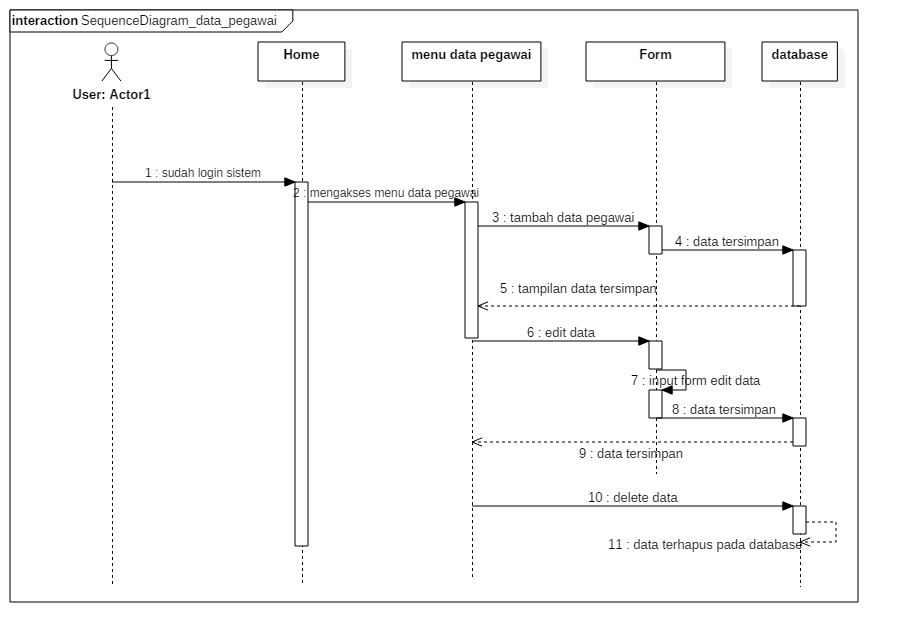 interaction SequenceDiagram_data_pegawai
Home
menu data pegawai
Form
database
User: Actor1
1 : sudah login sistem
2 : mengakses menu data pegawai
3 : tambah data pegawai
4 : data tersimpan
5 : tampilan data tersimpan
6 : edit data
7 : input form edit data
8 : data tersimpan
9 : data tersimpan
10 : delete data
11 : data terhapus pada database